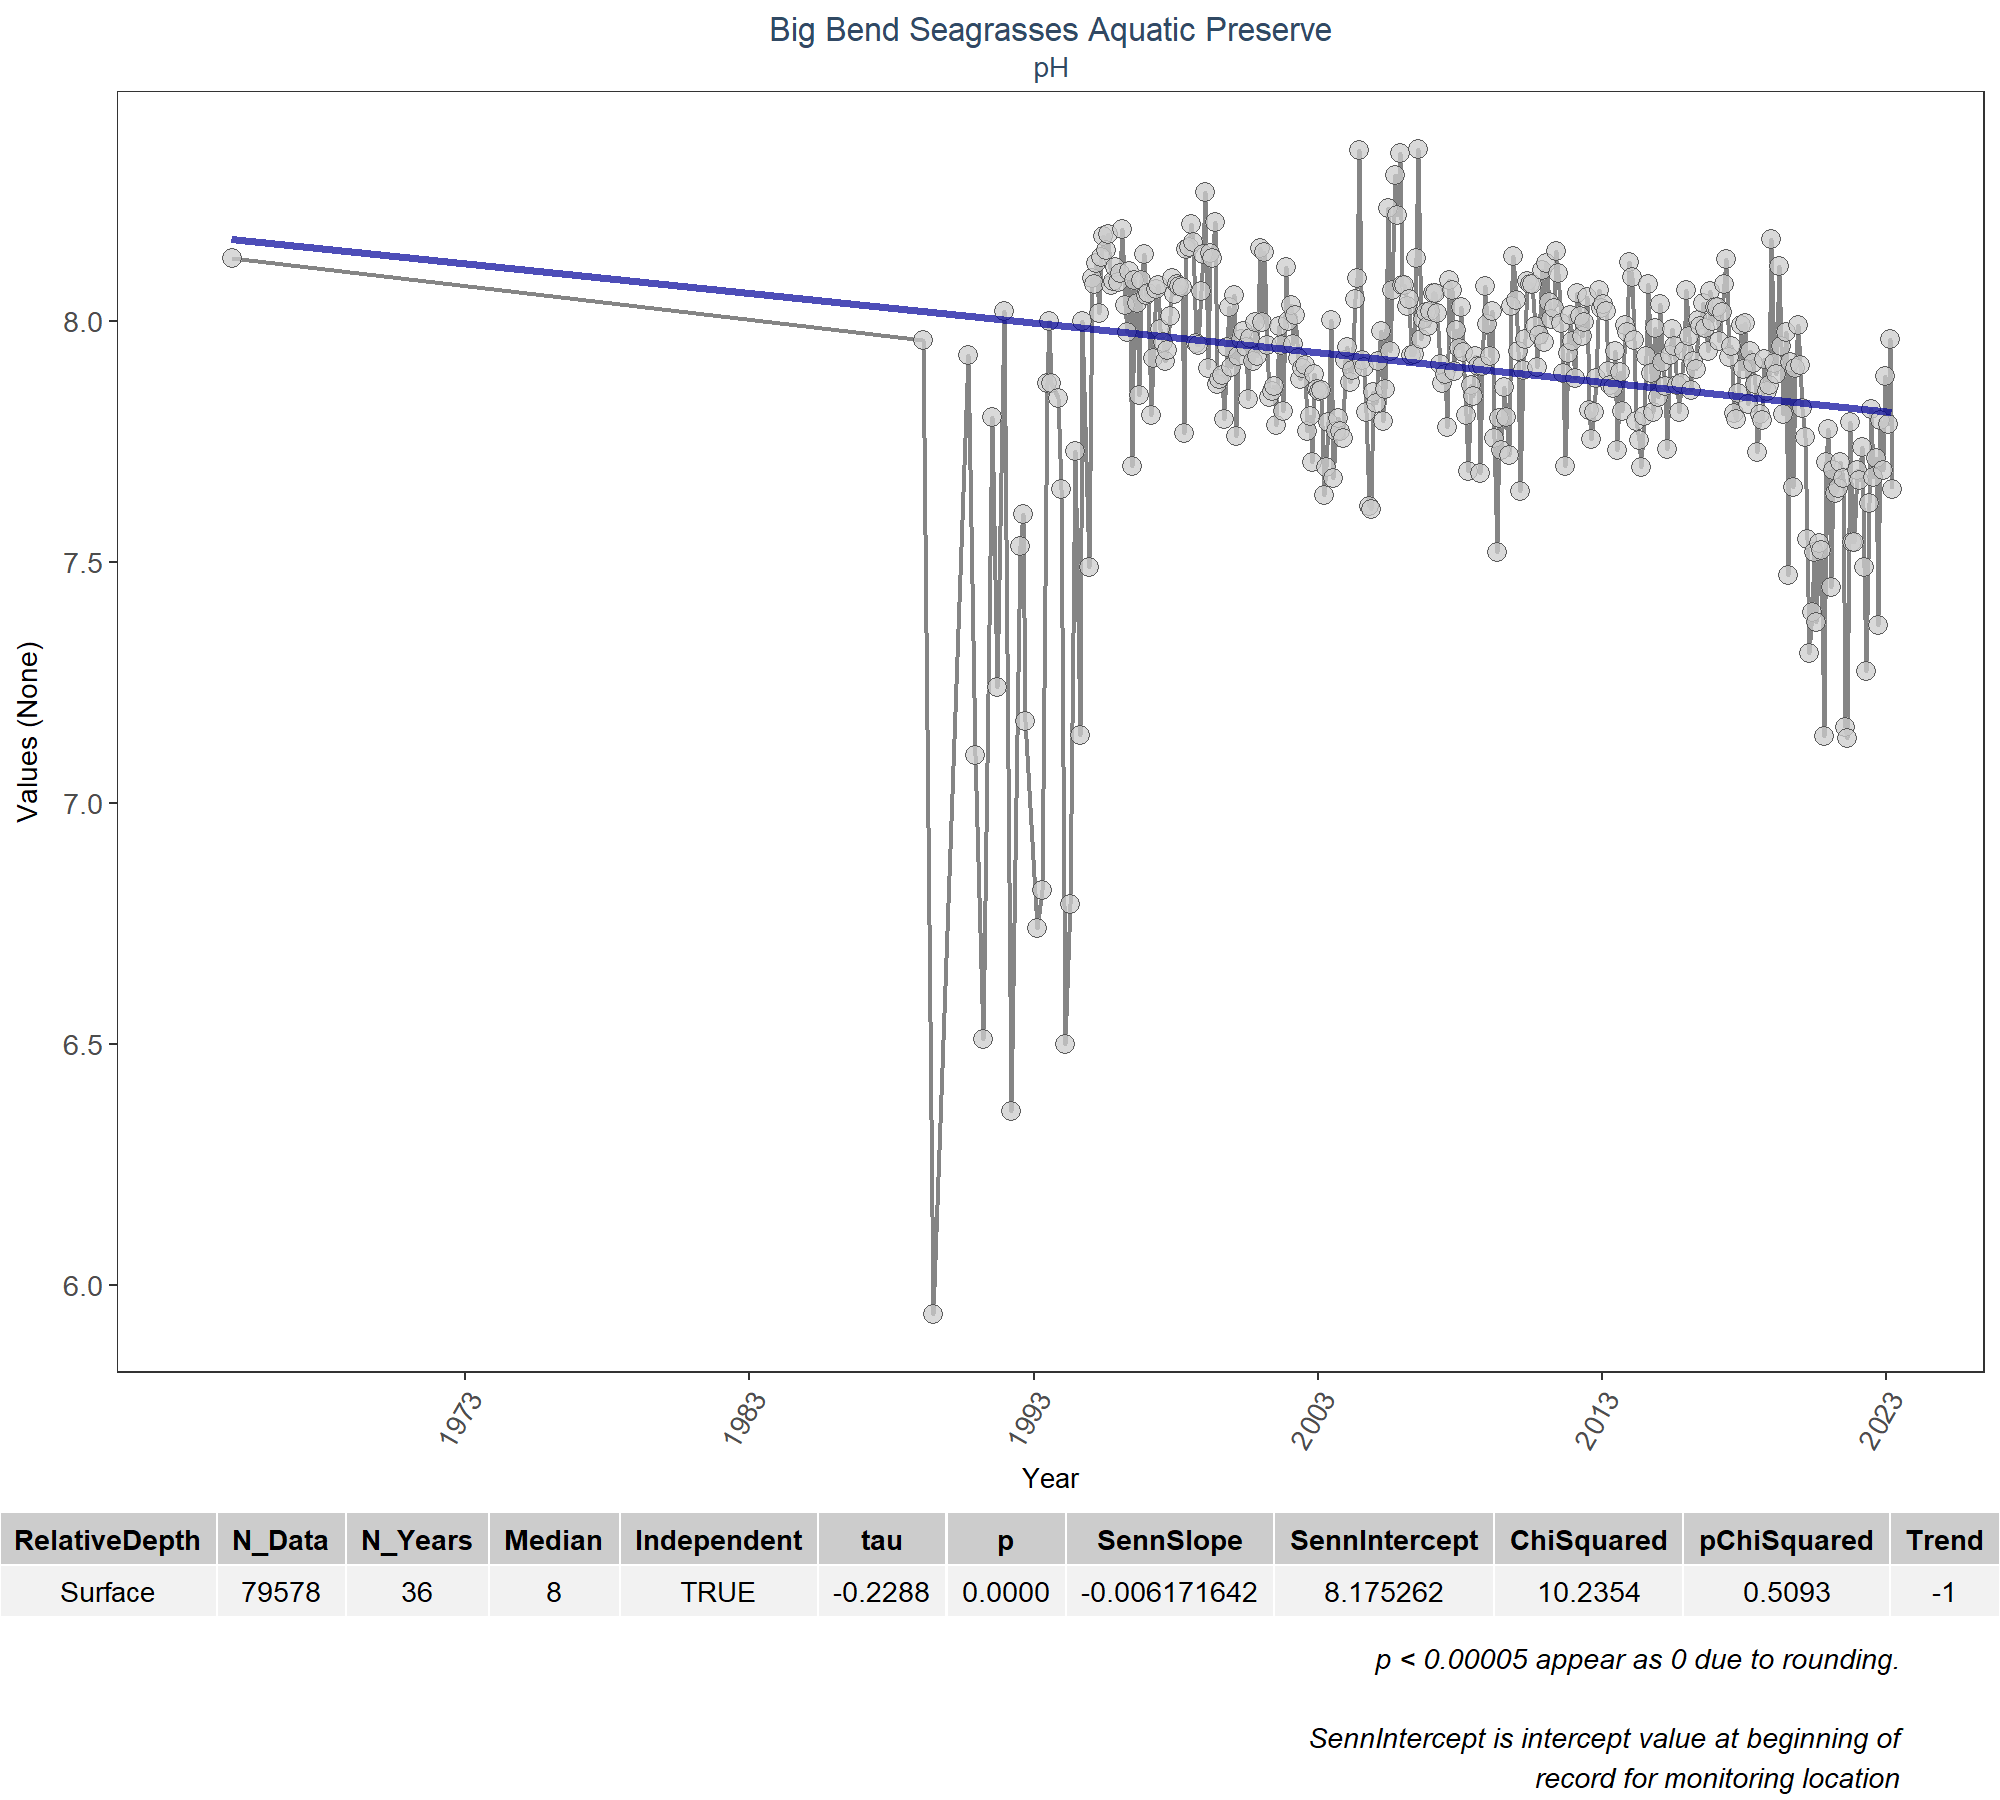 Big Bend Seagrasses Aquatic Preserve
pH
8.0
7.5
7.0
6.5
6.0
Values (None)
1973
1983
1993
2003
2013
2023
Year
RelativeDepth N_Data N_Years Median Independent tau p SennSlope SennIntercept ChiSquared pChiSquared Trend
Surface 79578 36 8 TRUE -0.2288 0.0000 -0.006171642 8.175262 10.2354 0.5093 -1
p < 0.00005 appear as 0 due to rounding.
SennIntercept is intercept value at beginning of
record for monitoring location